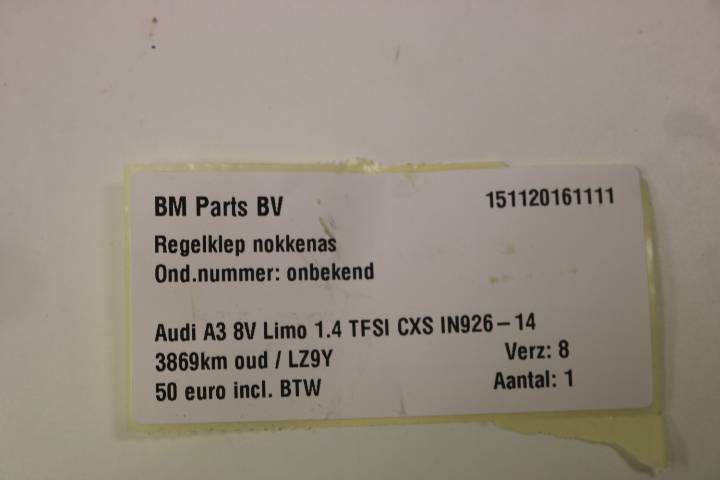 BM Parts BV 151120161111
Regelklep nokkenas
Ond.nummer: onbekend
Audi A3 8V Limo 1.4 TFSI CXS IN926-14
3869km oud / LZ9Y Verz: 8
50 euro incl. BTW Aantal: 1